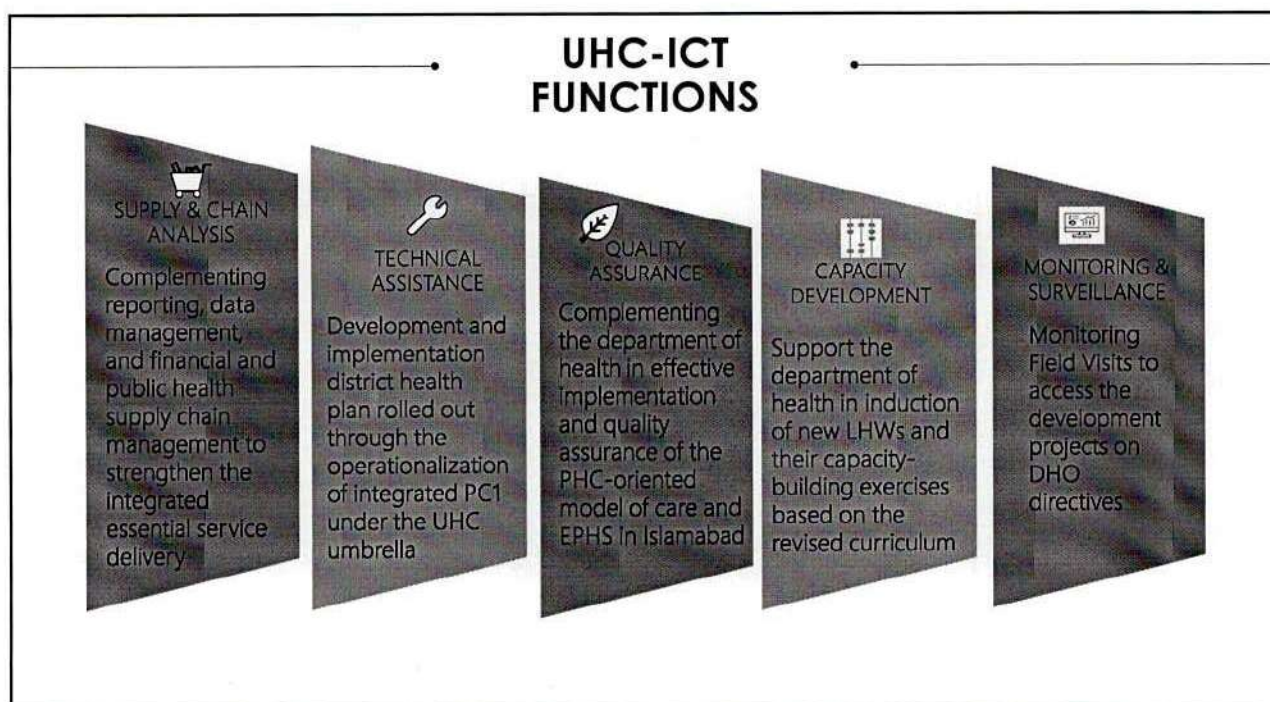 UHC-ICT
FUNCTIONS
SUPPLY & CHAIN
ANALYSIS
Complementing
reporting, data
management,
and financial and
public health
supply chain
management to
strengthen the
integrated
essential service
delivery
TECHNICAL
ASSISTANCE
Development and
implementation
district health
plan rolled out
through the
operationalization
of integrated PC1
under the UHC
umbrella
QUALITY
ASSURANCE
Complementing
the department of
health in effective
implementation
and quality
assurance of the
PHC-oriented
model of care and
EPHS in Islamabad
CAPACITY
DEVELOPMENT
Support the
department of
health in induction
of new LHWs and
their capacity-
building exercises
based on the
revised curriculum
MONITORING &
SURVEILLANCE
Monitoring
Field Visits to
access the
development
projects on
DHO
directives